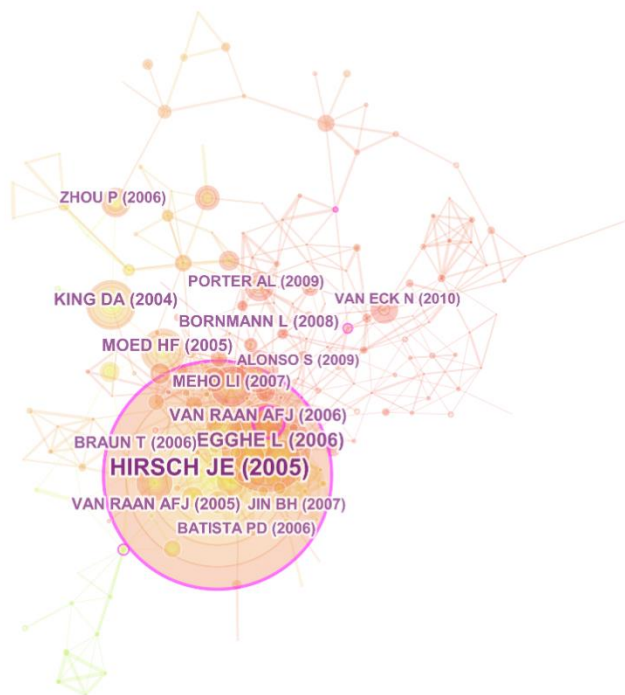 ZHOU P (2006)
PORTER AL (2009)
KING DA (2004)
VAN ECK N (2010)
BORNMANN L (2008)
MOED HF (2005)
ALONSO S (2009)
MEHO LI (2007)
VAN RAAN AFJ (2006)
BRAUN T (2006)
EGGHE L (2006)
HIRSCH JE (2005)
VAN RAAN AFJ (2005)
JIN BH (2007)
BATISTA PD (2006)